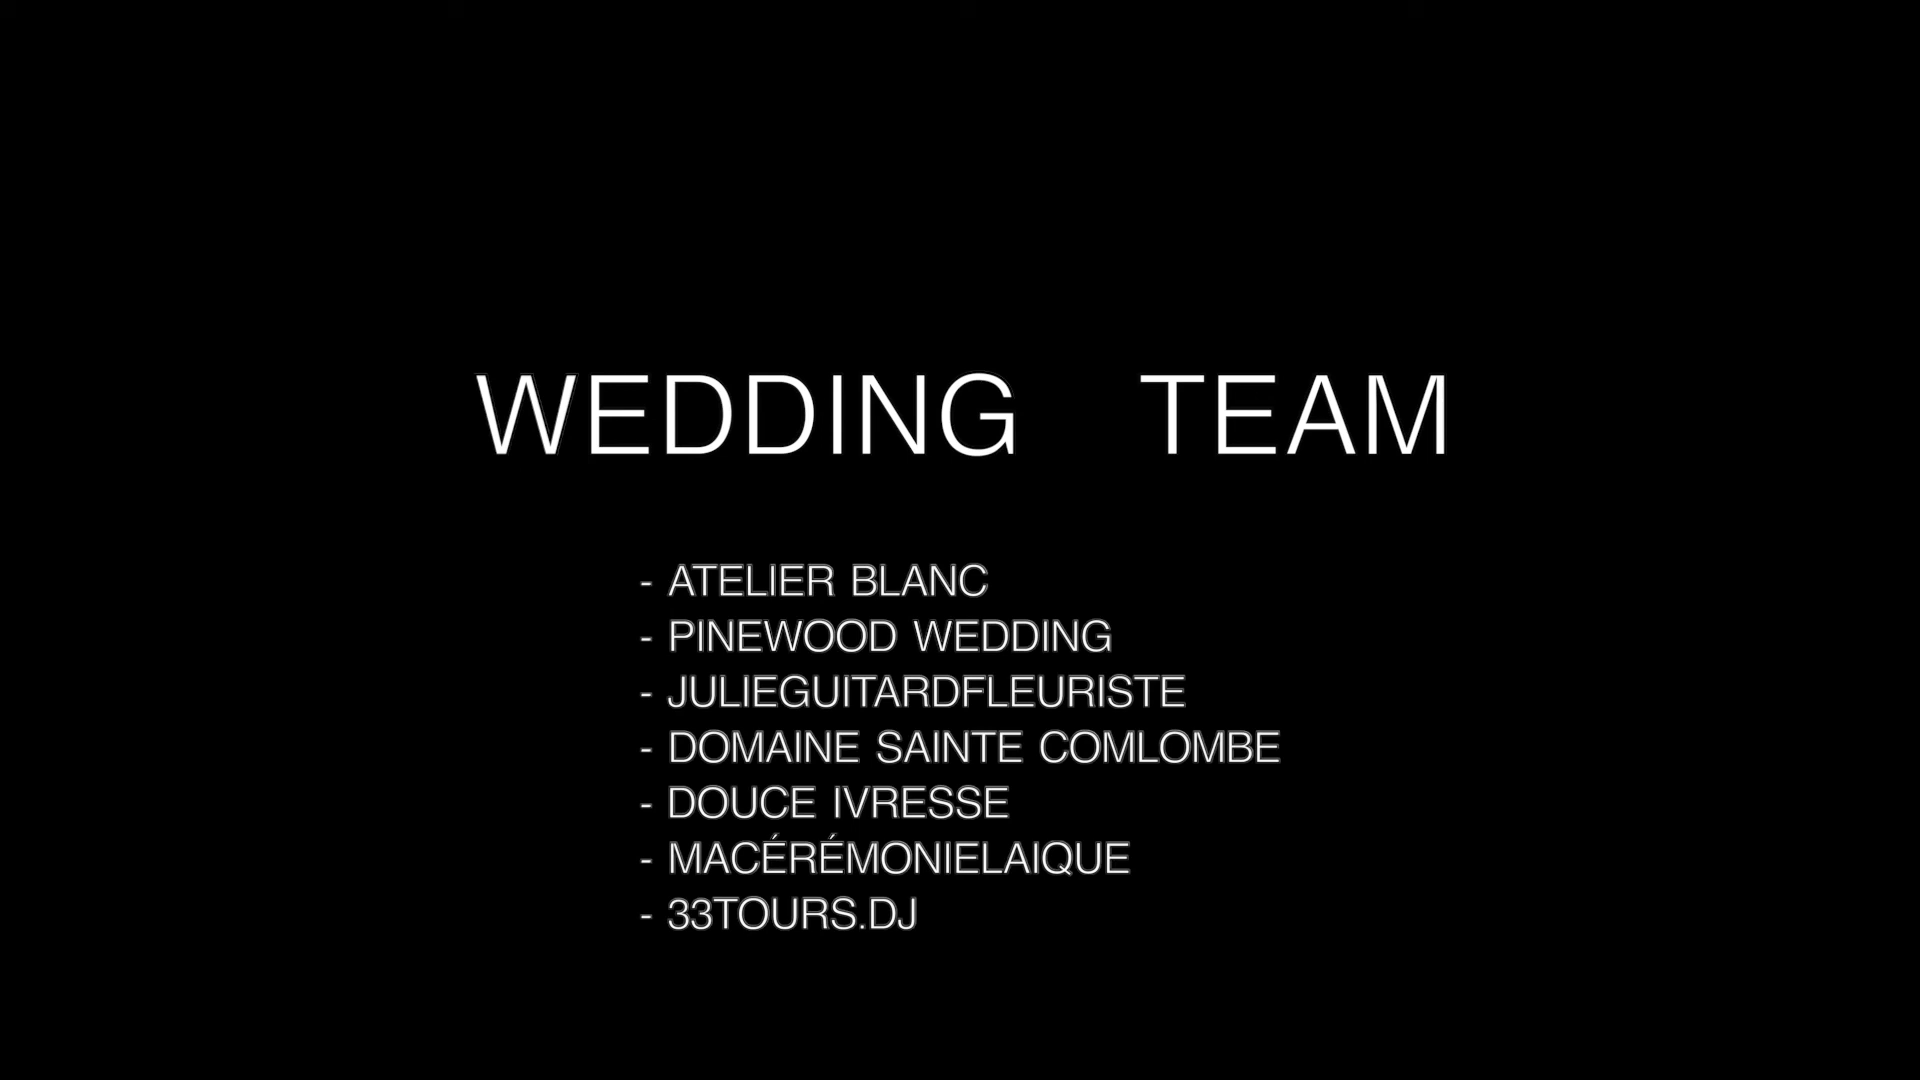 WEDDING TEAM
- ATELIER BLANC
- PINEWOOD WEDDING
- JULIEGUITARDFLEURISTE
- DOMAINE SAINTE COMLOMBE
- DOUCE IVRESSE
- MACÉRÉMONIELAIQUE
- 33TOURS.DJ